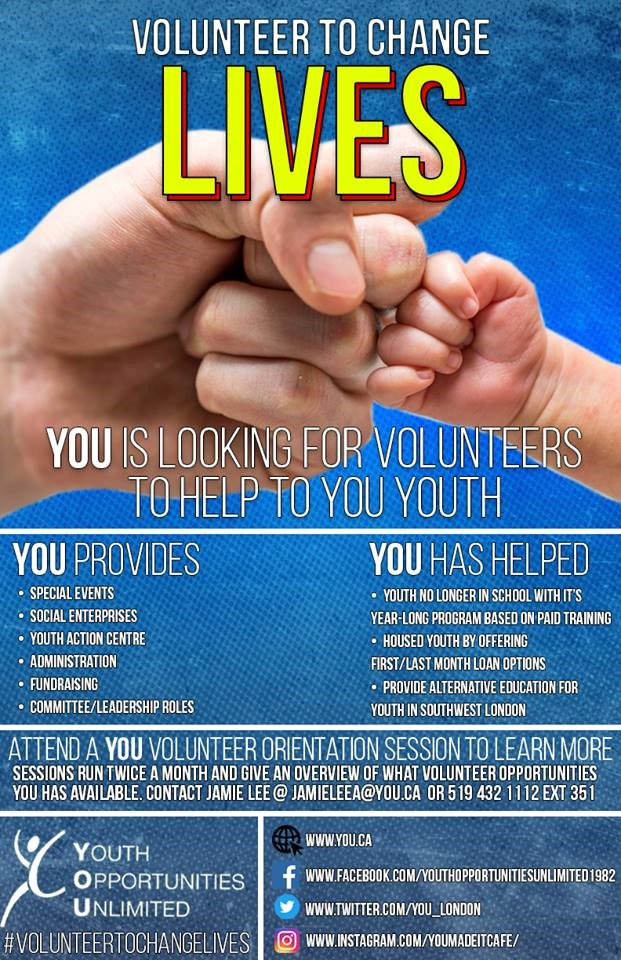 VOLUNTEER TO CHANGE
LIVES
YOU IS LOOKING FOR VOLUNTEERS
TO HELP TO YOU YOUTH
YOU PROVIDES
• SPECIAL EVENTS
• SOCIAL ENTERPRISES
• YOUTH ACTION CENTRE
• ADMINISTRATION
• FUNDRAISING
• COMMITTEE/LEADERSHIP ROLES
YOU HAS HELPED
• YOUTH NO LONGER IN SCHOOL WITH IT'S
YEAR-LONG PROGRAM BASED ON PAID TRAINING
• HOUSED YOUTH BY OFFERING
FIRST/LAST MONTH LOAN OPTIONS
• PROVIDE ALTERNATIVE EDUCATION FOR
YOUTH IN SOUTHWEST LONDON
ATTEND A YOU VOLUNTEER ORIENTATION SESSION TO LEARN MORE
SESSIONS RUN TWICE A MONTH AND GIVE AN OVERVIEW OF WHAT VOLUNTEER OPPORTUNITIES
YOU HAS AVAILABLE. CONTACT JAMIE LEE @ JAMIELEEA@YOU.CA OR 519 432 1112 EXT 351
YOUTH
OPPORTUNITIES
UNLIMITED
#VOLUNTEERTOCHANGELIVES
WWW.YOU.CA
WWW.FACEBOOK.COM/YOUTHOPPORTUNITIESUNLIMITED1982
WWW.TWITTER.COM/YOU_LONDON
WWW.INSTAGRAM.COM/YOUMADEITCAFE/